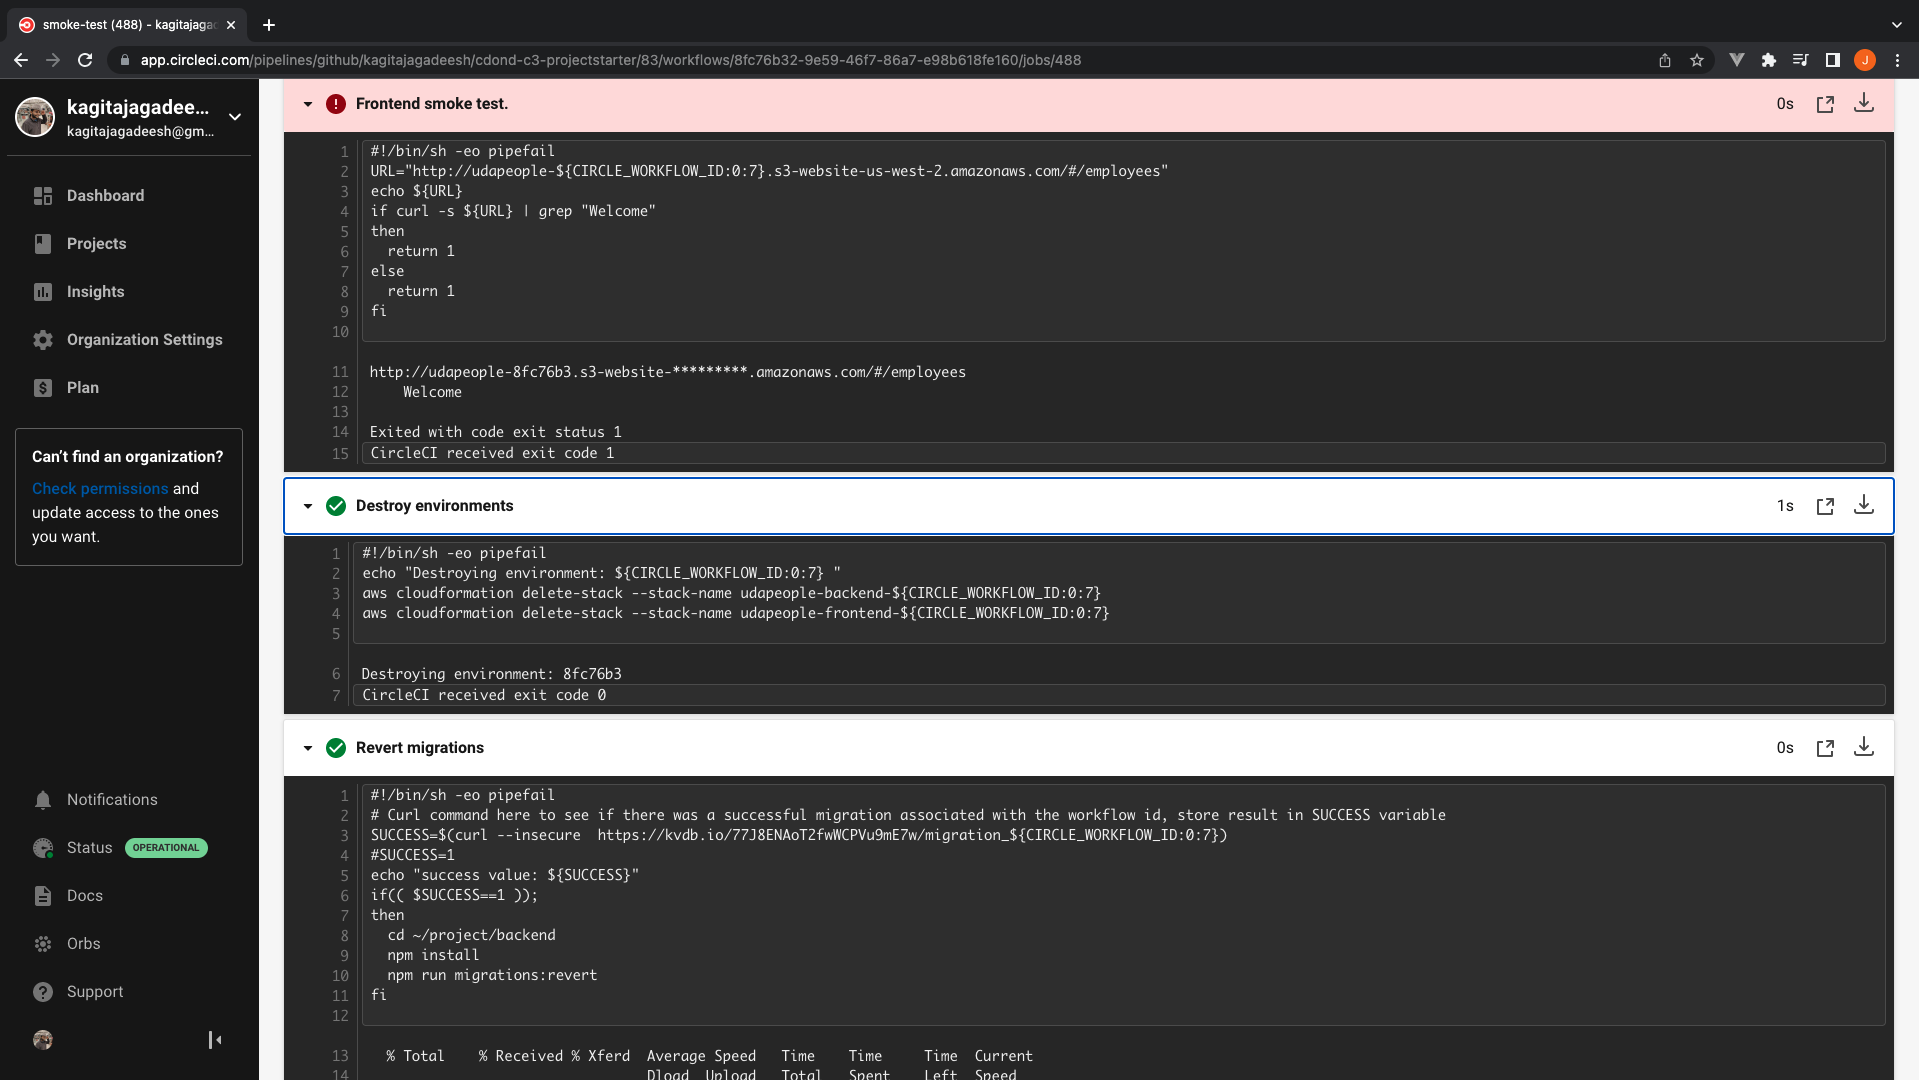 smoke-test (488) - kagitajaga
app.circleci.com/pipelines/github/kagitajagadeesh/cdond-c3-projectstarter/83/workflows/8fc76b32-9e59-46f7-86a7-e98b618fe160/jobs/488
J
kagitajagadee...
kagitajagadeesh@gm...
Dashboard
Projects
Insights
Organization Settings
Plan
Can't find an organization?
Check permissions and
update access to the ones
you want.
Notifications
Status OPERATIONAL
Docs
Orbs
Support
Frontend smoke test. 0s
1 #!/bin/sh -eo pipefail
2 URL="http://udapeople-${CIRCLE_WORKFLOW_ID:0:7}.s3-website-us-west-2.amazonaws.com/#/employees"
3 echo ${URL}
4 if curl -s ${URL} | grep "Welcome"
5 then
6   return 1
7 else
8   return 1
9 fi
10
11 http://udapeople-8fc76b3.s3-website-*********.amazonaws.com/#/employees
12     Welcome
13
14 Exited with code exit status 1
15 CircleCI received exit code 1
Destroy environments 1s
1 #!/bin/sh -eo pipefail
2 echo "Destroying environment: ${CIRCLE_WORKFLOW_ID:0:7} "
3 aws cloudformation delete-stack --stack-name udapeople-backend-${CIRCLE_WORKFLOW_ID:0:7}
4 aws cloudformation delete-stack --stack-name udapeople-frontend-${CIRCLE_WORKFLOW_ID:0:7}
5
6 Destroying environment: 8fc76b3
7 CircleCI received exit code 0
Revert migrations 0s
1 #!/bin/sh -eo pipefail
2 # Curl command here to see if there was a successful migration associated with the workflow id, store result in SUCCESS variable
3 SUCCESS=$(curl --insecure  https://kvdb.io/77J8ENAoT2fwWCPVu9mE7w/migration_${CIRCLE_WORKFLOW_ID:0:7})
4 #SUCCESS=1
5 echo "success value: ${SUCCESS}"
6 if(( $SUCCESS==1 ));
7 then
8   cd ~/project/backend
9   npm install
10   npm run migrations:revert
11 fi
12
13 % Total % Received % Xferd Average Speed Time Time Time Current
14 Dload Upload Total Spent Left Speed